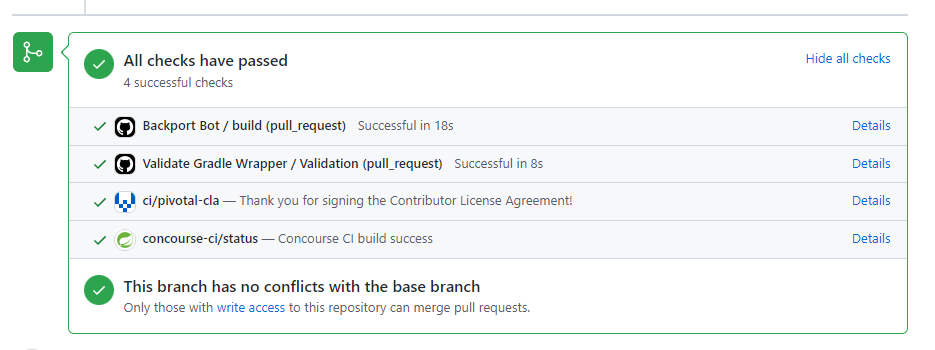 All checks have passed
Hide all checks
4 successful checks
Backport Bot / build (pull_request) Successful in 18s Details
Validate Gradle Wrapper / Validation (pull_request) Successful in 8s Details
ci/pivotal-cla — Thank you for signing the Contributor License Agreement! Details
concourse-ci/status — Concourse CI build success Details
This branch has no conflicts with the base branch
Only those with write access to this repository can merge pull requests.